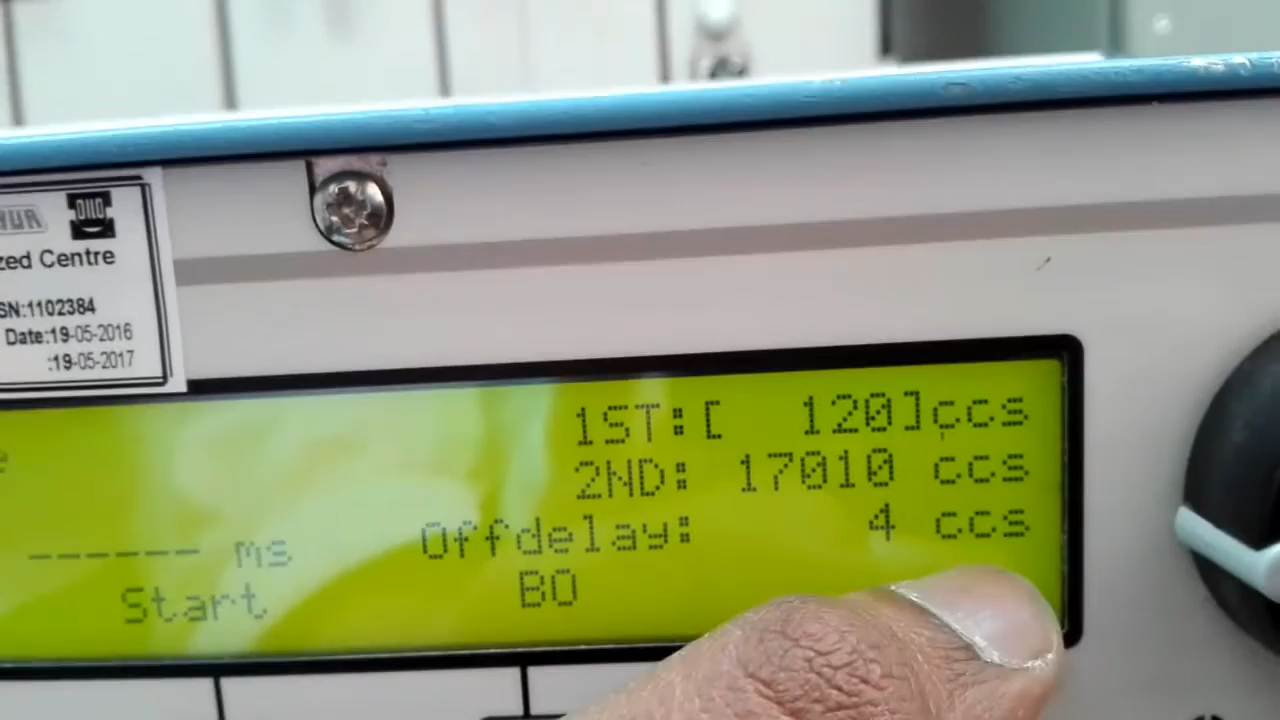 DILO
zed Centre
SN:1102384
Date:19-05-2016
:19-05-2017
1ST:[ 120]ccs
2ND: 17010 ccs
Offdelay: 4 ccs
------ ms
Start BO